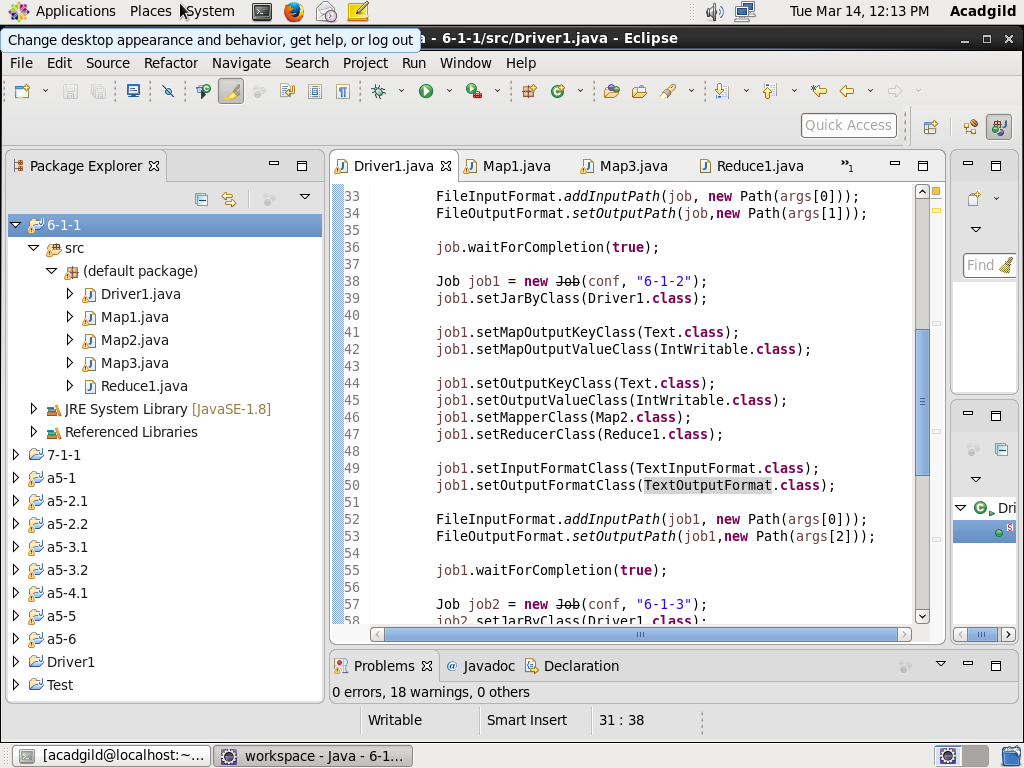 Applications Places System Tue Mar 14, 12:13 PM Acadgild
Change desktop appearance and behavior, get help, or log out
a - 6-1-1/src/Driver1.java - Eclipse
File Edit Source Refactor Navigate Search Project Run Window Help
Quick Access
Package Explorer
6-1-1
src
(default package)
Driver1.java
Map1.java
Map2.java
Map3.java
Reduce1.java
JRE System Library [JavaSE-1.8]
Referenced Libraries
7-1-1
a5-1
a5-2.1
a5-2.2
a5-3.1
a5-3.2
a5-4.1
a5-5
a5-6
Driver1
Test
Driver1.java Map1.java Map3.java Reduce1.java »1
33 FileInputFormat.addInputPath(job, new Path(args[0]));
34 FileOutputFormat.setOutputPath(job,new Path(args[1]));
35
36 job.waitForCompletion(true);
37
38 Job job1 = new Job(conf, "6-1-2");
39 job1.setJarByClass(Driver1.class);
40
41 job1.setMapOutputKeyClass(Text.class);
42 job1.setMapOutputValueClass(IntWritable.class);
43
44 job1.setOutputKeyClass(Text.class);
45 job1.setOutputValueClass(IntWritable.class);
46 job1.setMapperClass(Map2.class);
47 job1.setReducerClass(Reduce1.class);
48
49 job1.setInputFormatClass(TextInputFormat.class);
50 job1.setOutputFormatClass(TextOutputFormat.class);
51
52 FileInputFormat.addInputPath(job1, new Path(args[0]));
53 FileOutputFormat.setOutputPath(job1,new Path(args[2]));
54
55 job1.waitForCompletion(true);
56
57 Job job2 = new Job(conf, "6-1-3");
58 job2.setJarByClass(Driver1.class);
Find
Dri
S
Problems @ Javadoc Declaration
0 errors, 18 warnings, 0 others
Writable Smart Insert 31 : 38
[acadgild@localhost:~... workspace - Java - 6-1...